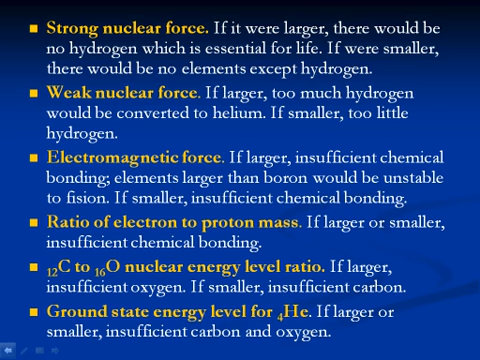 Strong nuclear force. If it were larger, there would be
no hydrogen which is essential for life. If were smaller,
there would be no elements except hydrogen.
Weak nuclear force. If larger, too much hydrogen
would be converted to helium. If smaller, too little
hydrogen.
Electromagnetic force. If larger, insufficient chemical
bonding; elements larger than boron would be unstable
to fision. If smaller, insufficient chemical bonding.
Ratio of electron to proton mass. If larger or smaller,
insufficient chemical bonding.
₁₂C to ₁₆O nuclear energy level ratio. If larger,
insufficient oxygen. If smaller, insufficient carbon.
Ground state energy level for ₄He. If larger or
smaller, insufficient carbon and oxygen.